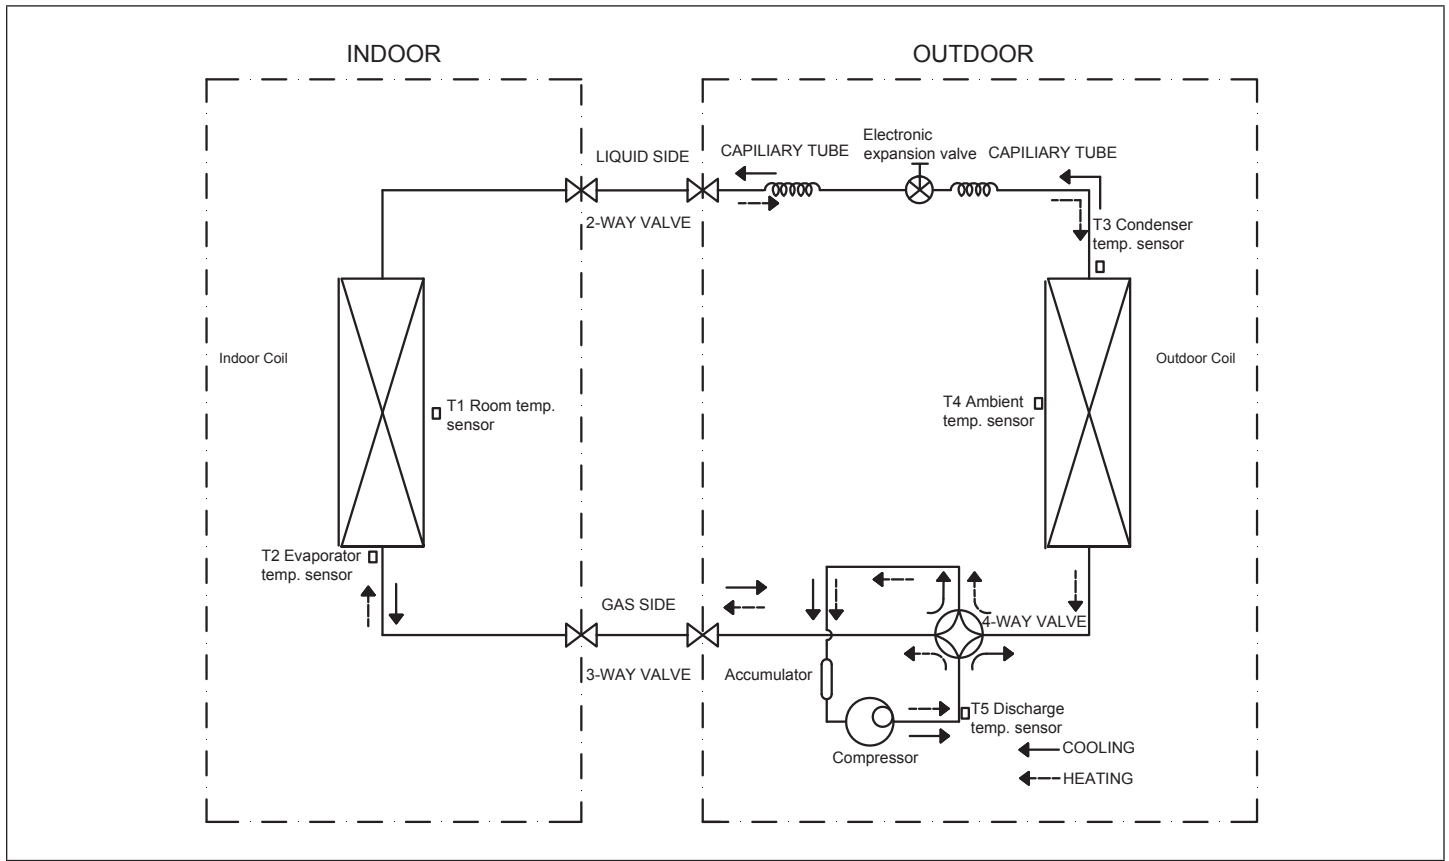 INDOOR
OUTDOOR
LIQUID SIDE
CAPILIARY TUBE
Electronic
expansion valve
CAPILIARY TUBE
2-WAY VALVE
T3 Condenser
temp. sensor
Indoor Coil
Outdoor Coil
T1 Room temp.
sensor
T4 Ambient
temp. sensor
T2 Evaporator
temp. sensor
GAS SIDE
4-WAY VALVE
3-WAY VALVE
Accumulator
T5 Discharge
temp. sensor
Compressor
COOLING
HEATING